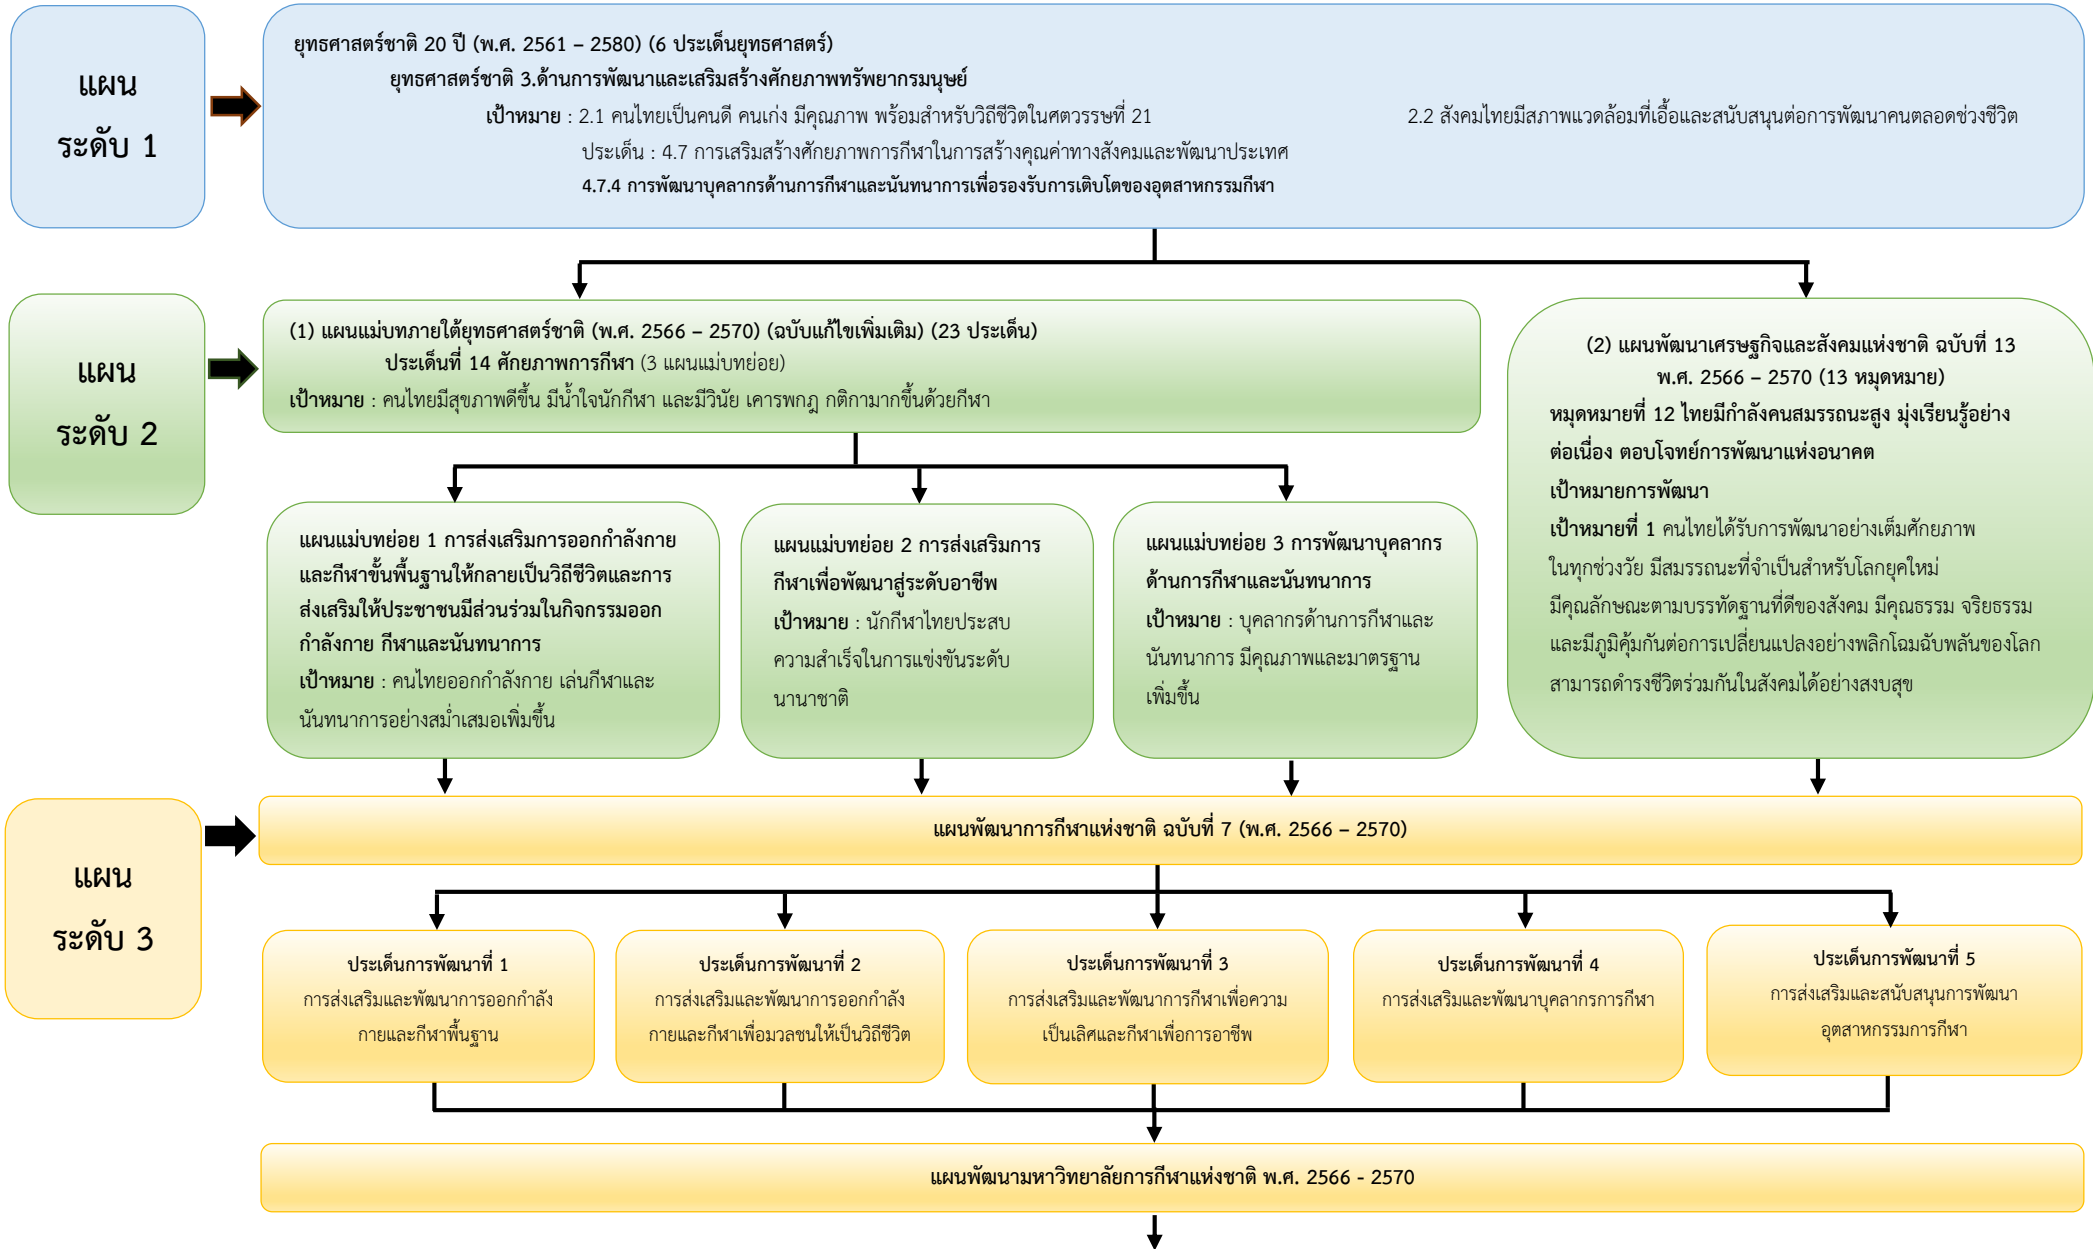 แผน
ระดับ 1
ยุทธศาสตร์ชาติ 20 ปี (พ.ศ. 2561 – 2580) (6 ประเด็นยุทธศาสตร์)
ยุทธศาสตร์ชาติ 3.ด้านการพัฒนาและเสริมสร้างศักยภาพทรัพยากรมนุษย์
เป้าหมาย : 2.1 คนไทยเป็นคนดี คนเก่ง มีคุณภาพ พร้อมสำหรับวิถีชีวิตในศตวรรษที่ 21 2.2 สังคมไทยมีสภาพแวดล้อมที่เอื้อและสนับสนุนต่อการพัฒนาคนตลอดช่วงชีวิต
ประเด็น : 4.7 การเสริมสร้างศักยภาพการกีฬาในการสร้างคุณค่าทางสังคมและพัฒนาประเทศ
4.7.4 การพัฒนาบุคลากรด้านการกีฬาและนันทนาการเพื่อรองรับการเติบโตของอุตสาหกรรมกีฬา
แผน
ระดับ 2
(1) แผนแม่บทภายใต้ยุทธศาสตร์ชาติ (พ.ศ. 2566 – 2570) (ฉบับแก้ไขเพิ่มเติม) (23 ประเด็น)
ประเด็นที่ 14 ศักยภาพการกีฬา (3 แผนแม่บทย่อย)
เป้าหมาย : คนไทยมีสุขภาพดีขึ้น มีน้ำใจนักกีฬา และมีวินัย เคารพกฎ กติกามากขึ้นด้วยกีฬา
(2) แผนพัฒนาเศรษฐกิจและสังคมแห่งชาติ ฉบับที่ 13
พ.ศ. 2566 – 2570 (13 หมุดหมาย)
หมุดหมายที่ 12 ไทยมีกำลังคนสมรรถนะสูง มุ่งเรียนรู้อย่าง
ต่อเนื่อง ตอบโจทย์การพัฒนาแห่งอนาคต
เป้าหมายการพัฒนา
เป้าหมายที่ 1 คนไทยได้รับการพัฒนาอย่างเต็มศักยภาพ
ในทุกช่วงวัย มีสมรรถนะที่จำเป็นสำหรับโลกยุคใหม่
มีคุณลักษณะตามบรรทัดฐานที่ดีของสังคม มีคุณธรรม จริยธรรม
และมีภูมิคุ้มกันต่อการเปลี่ยนแปลงอย่างพลิกโฉมฉับพลันของโลก
สามารถดำรงชีวิตร่วมกันในสังคมได้อย่างสงบสุข
แผนแม่บทย่อย 1 การส่งเสริมการออกกำลังกาย
และกีฬาขั้นพื้นฐานให้กลายเป็นวิถีชีวิตและการ
ส่งเสริมให้ประชาชนมีส่วนร่วมในกิจกรรมออก
กำลังกาย กีฬาและนันทนาการ
เป้าหมาย : คนไทยออกกำลังกาย เล่นกีฬาและ
นันทนาการอย่างสม่ำเสมอเพิ่มขึ้น
แผนแม่บทย่อย 2 การส่งเสริมการ
กีฬาเพื่อพัฒนาสู่ระดับอาชีพ
เป้าหมาย : นักกีฬาไทยประสบ
ความสำเร็จในการแข่งขันระดับ
นานาชาติ
แผนแม่บทย่อย 3 การพัฒนาบุคลากร
ด้านการกีฬาและนันทนาการ
เป้าหมาย : บุคลากรด้านการกีฬาและ
นันทนาการ มีคุณภาพและมาตรฐาน
เพิ่มขึ้น
แผน
ระดับ 3
แผนพัฒนาการกีฬาแห่งชาติ ฉบับที่ 7 (พ.ศ. 2566 – 2570)
ประเด็นการพัฒนาที่ 1
การส่งเสริมและพัฒนาการออกกำลัง
กายและกีฬาพื้นฐาน
ประเด็นการพัฒนาที่ 2
การส่งเสริมและพัฒนาการออกกำลัง
กายและกีฬาเพื่อมวลชนให้เป็นวิถีชีวิต
ประเด็นการพัฒนาที่ 3
การส่งเสริมและพัฒนาการกีฬาเพื่อความ
เป็นเลิศและกีฬาเพื่อการอาชีพ
ประเด็นการพัฒนาที่ 4
การส่งเสริมและพัฒนาบุคลากรการกีฬา
ประเด็นการพัฒนาที่ 5
การส่งเสริมและสนับสนุนการพัฒนา
อุตสาหกรรมการกีฬา
แผนพัฒนามหาวิทยาลัยการกีฬาแห่งชาติ พ.ศ. 2566 - 2570